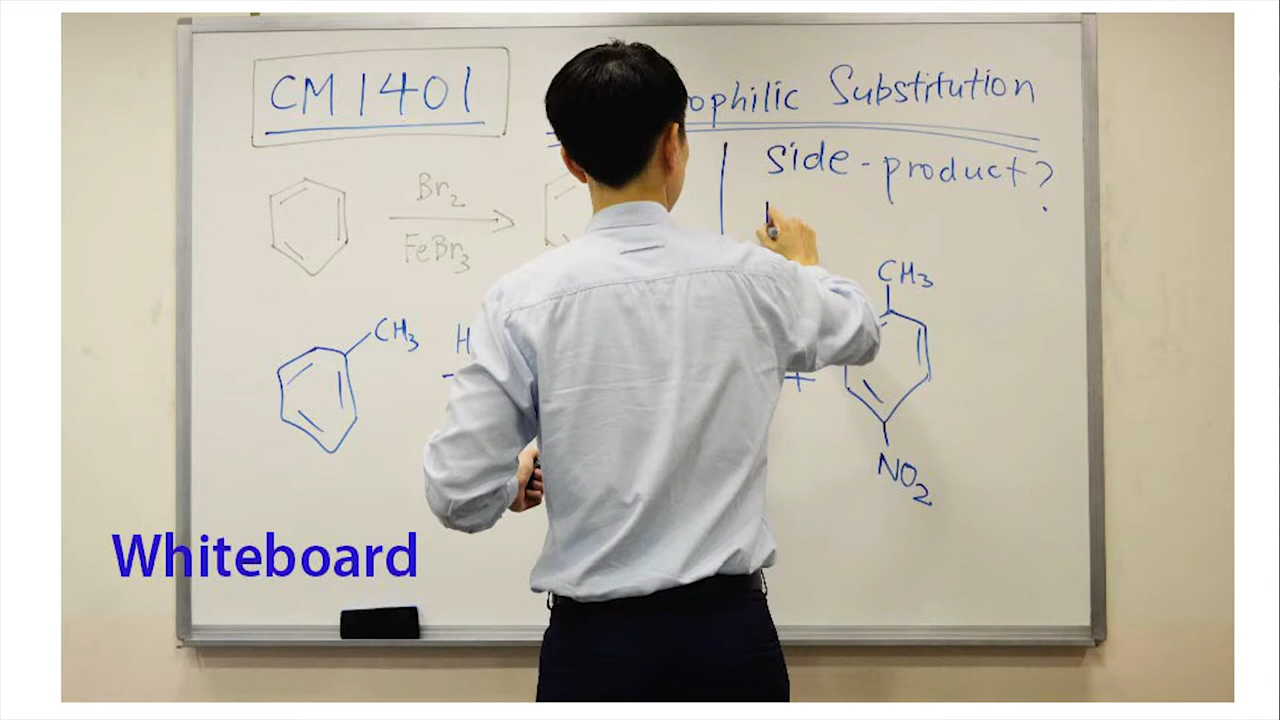 CM1401
ophilic Substitution
Side-product?
Br2
FeBr3
CH3
CH3
H
+
NO2
Whiteboard